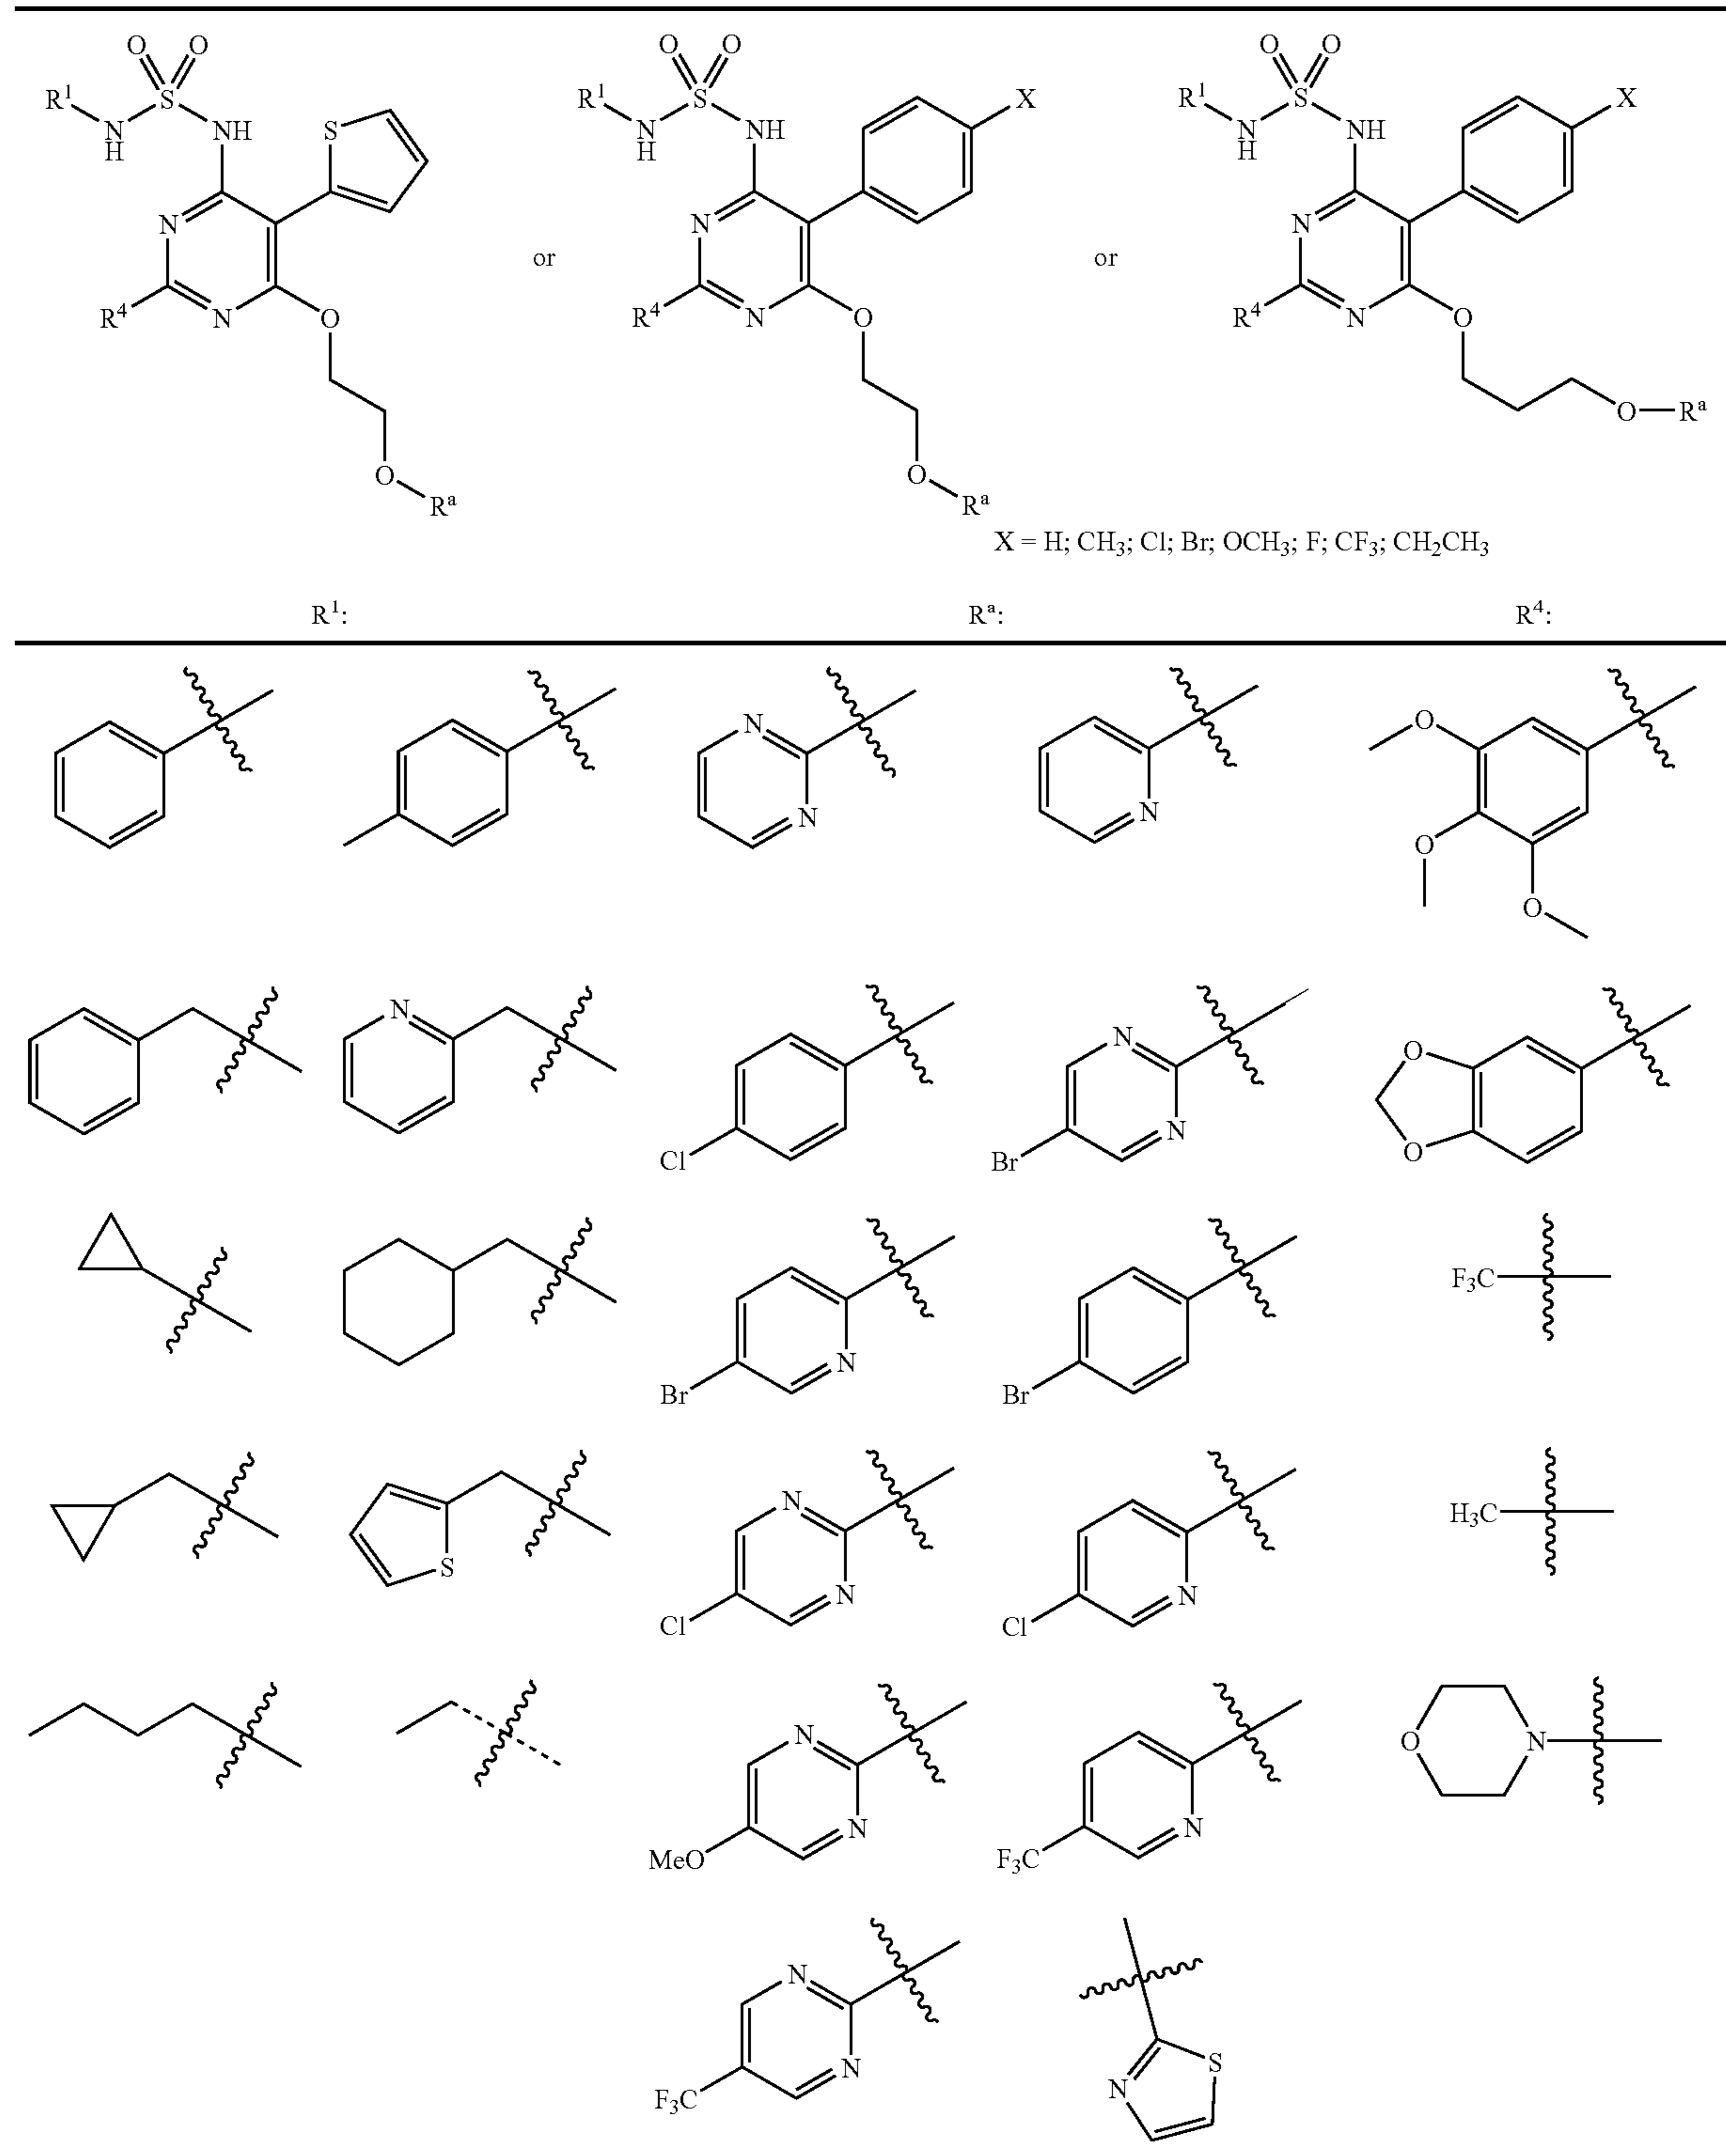 O O O O O O
R¹ S R¹ S X R¹ S X
N H NH S N H NH N H NH
N N N
or or
R⁴ N O R⁴ N O R⁴ N O
O—Rᵃ
O O
Rᵃ Rᵃ
X = H; CH₃; Cl; Br; OCH₃; F; CF₃; CH₂CH₃
R¹: Rᵃ: R⁴:
N O
N N
O
O
N N O
Cl Br N O
F₃C
N
Br Br
N H₃C
S N N
Cl Cl
N O N
N N
MeO F₃C
N S
N N
F₃C